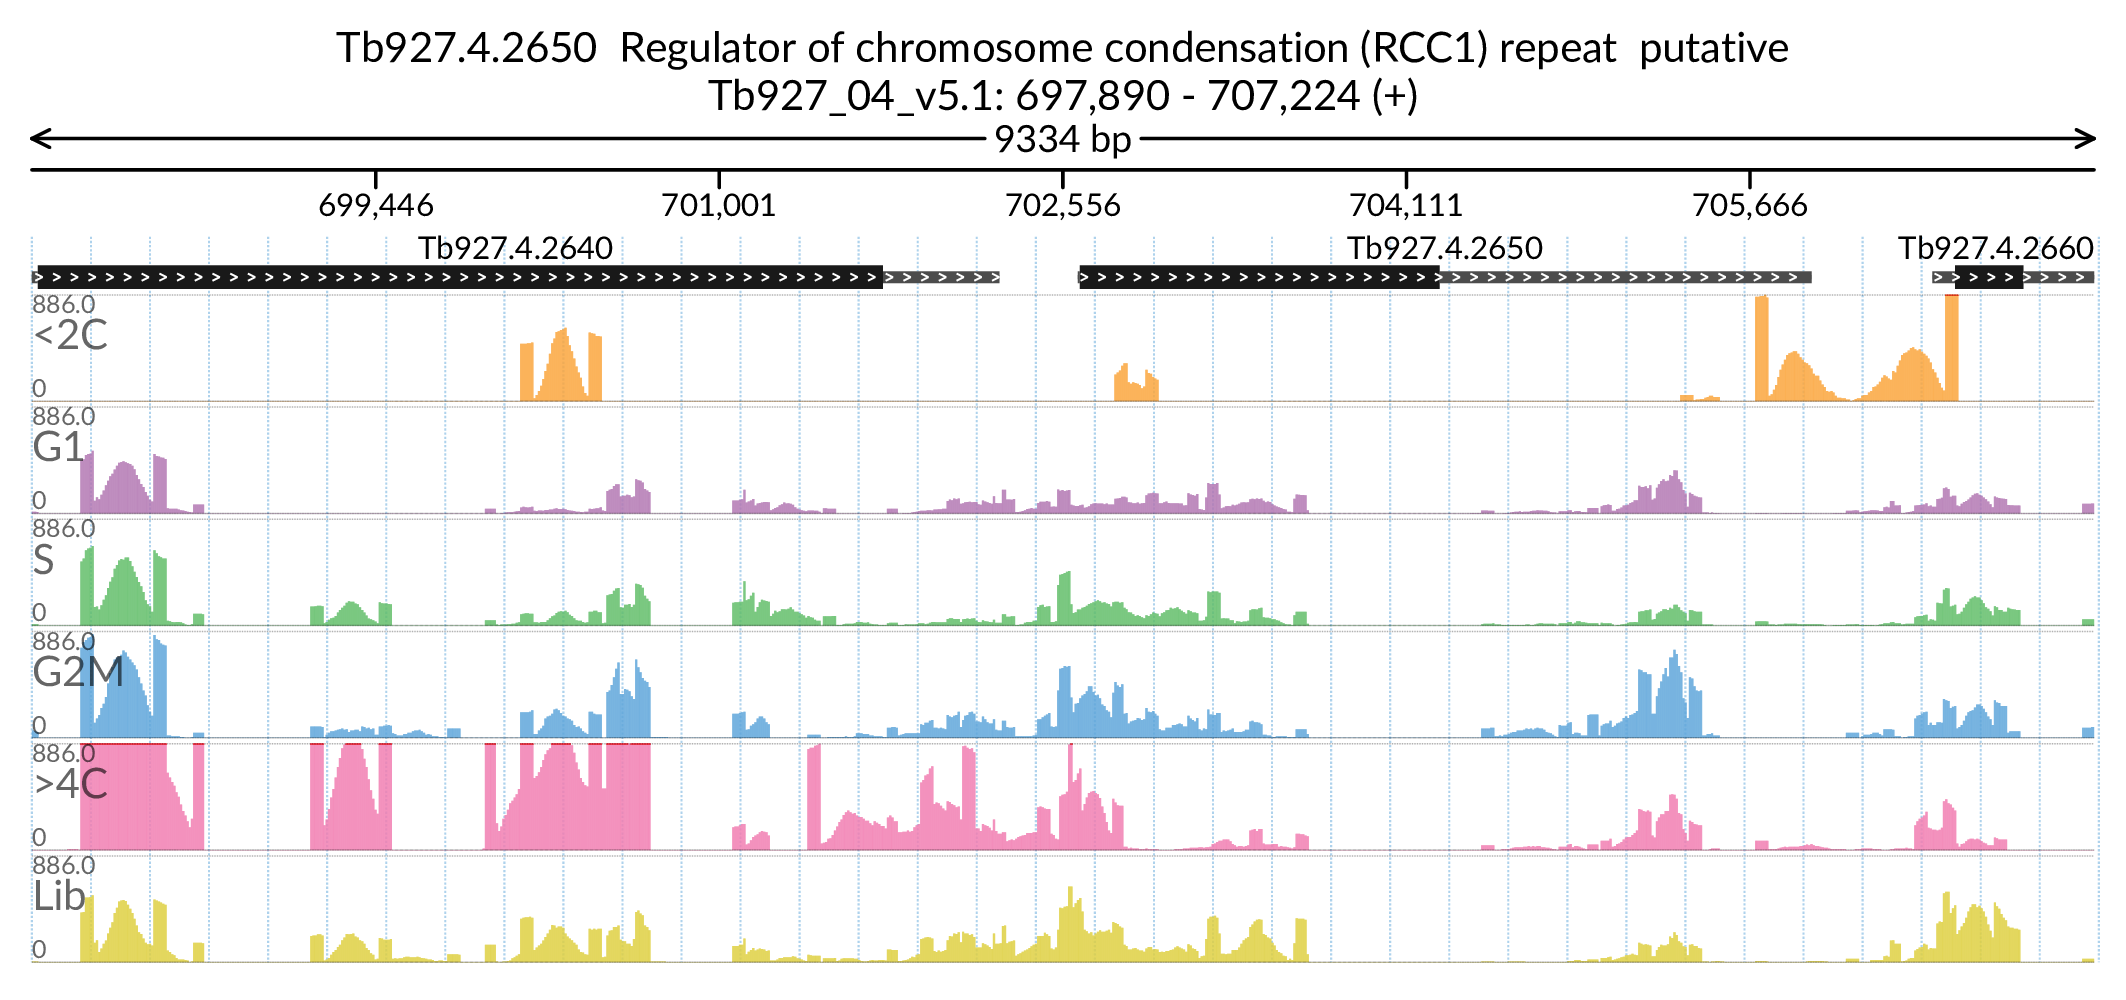 Tb927.4.2650  Regulator of chromosome condensation (RCC1) repeat  putative
Tb927_04_v5.1: 697,890 - 707,224 (+)
9334 bp
699,446 701,001 702,556 704,111 705,666
Tb927.4.2640 Tb927.4.2650 Tb927.4.2660
886.0
<2C
0
886.0
G1
0
886.0
S
0
886.0
G2M
0
886.0
>4C
0
886.0
Lib
0